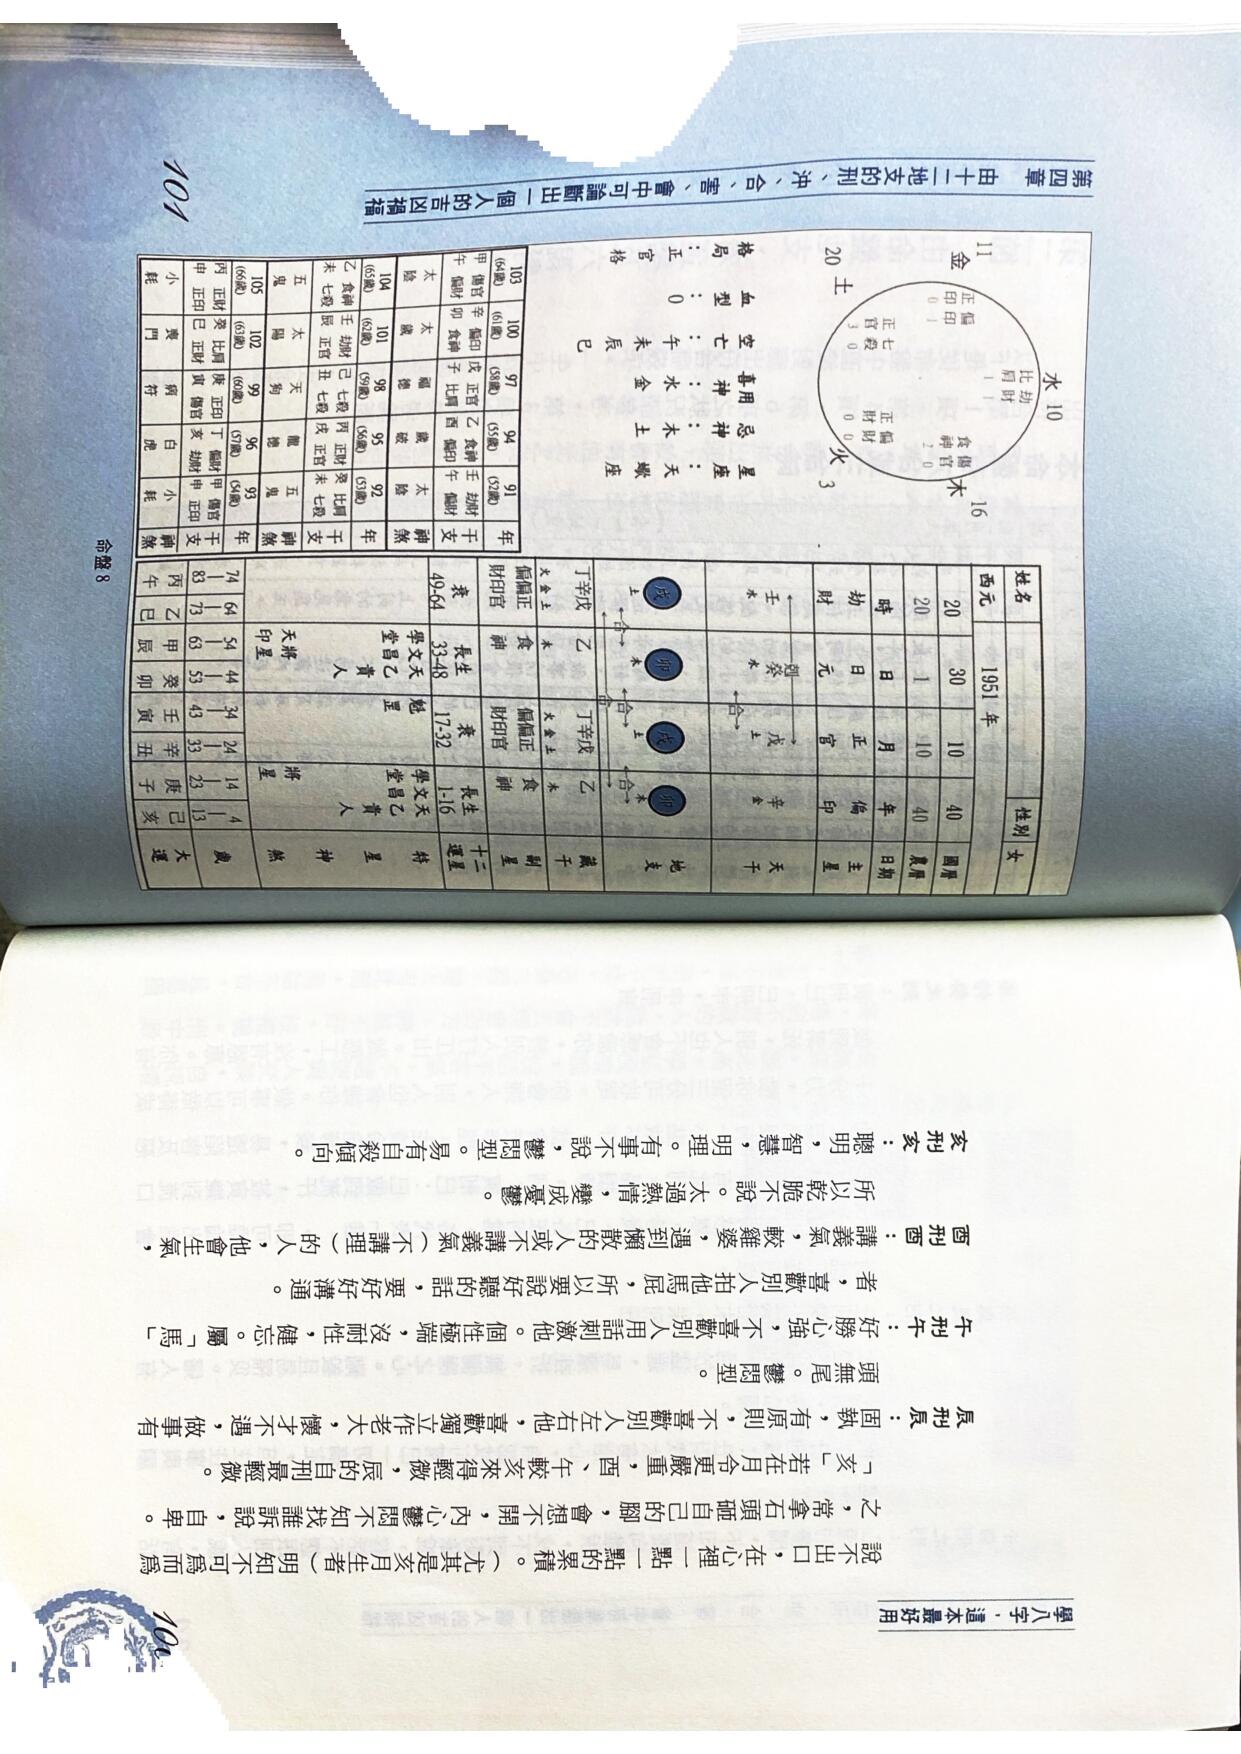 學八字，這本最好用
說不出口，在心裡一點一點的累積。（尤其是亥月生者）明知不可為而為
之，常拿石頭砸自己的腳，會想不開，內心鬱悶不知找誰訴說，自卑。
「亥」若在月令更嚴重，酉、午較亥來得輕微，辰的自刑最輕微。
辰刑辰：固執，有原則，不喜歡別人左右他，喜歡獨立作老大，懷才不遇，做事有
頭無尾。鬱悶型。
午刑午：好勝心強，不喜歡別人用話刺激他。個性極端，沒耐性，健忘。屬「馬」
者，喜歡別人拍他馬屁，所以要說好聽的話，要好好溝通。
酉刑酉：講義氣，較雞婆，遇到懶散的人或不講義氣（不講理）的人，他會生氣，
所以乾脆不說。太過熱情，變成憂鬱。
亥刑亥：聰明，智慧，明理。有事不說，鬱悶型。易有自殺傾向。
姓名 性別 女
西元 1951 年
20 30 10 40 國曆
20 1 10 40 農曆
時 日 月 年 日期
劫財 日元 正官 偏印 主星
剋
壬水 癸水 戊土 辛金 天干
合
戌土 卯木 戌土 卯木 地支
合 合 合
合
丁辛戊 乙 丁辛戊 乙 藏干
火金土 木 火金土 木
偏偏正 食 偏偏正 食 副星
財印官 神 財印官 神
衰 長生 衰 長生 十二運星
49-64 33-48 17-32 1-16
學堂 文昌 天乙貴人 魁罡 學堂 文昌 天乙貴人 特星神煞
天印 將星 將星
74 64 54 44 34 24 14 4 歲
83 73 63 53 43 33 23 13
丙午 乙巳 甲辰 癸卯 壬寅 辛丑 庚子 己亥 大運
水 10
比肩 1 劫財 1
11 金
正印 0 偏印 1
16 木
食神 2 傷官 0
正官 3 七殺 0
正財 0 偏財 0
20 土
火 3
星座：天蠍座
忌神：木土
喜用神：水金
空亡：午未辰巳
血型：O
格局：正官格
103 100 97 94 91 年
(64歲) (61歲) (58歲) (55歲) (52歲)
甲 傷官 辛 偏印 戊 正官 乙 食神 壬 劫財 干支
午 偏財 卯 食神 子 比肩 酉 偏印 午 偏財
太陰 太歲 福德 歲破 太陰 神煞
104 101 98 95 92 年
(65歲) (62歲) (59歲) (56歲) (53歲)
乙 食神 壬 劫財 己 七殺 丙 正財 癸 比肩 干支
未 七殺 辰 正官 丑 七殺 戌 正官 未 七殺
五鬼 太陽 天狗 龍德 五鬼 神煞
105 102 99 96 93 年
(66歲) (63歲) (60歲) (57歲) (54歲)
丙 正財 癸 比肩 庚 正印 丁 偏財 甲 傷官 干支
申 正印 巳 正財 寅 傷官 亥 劫財 申 正印
小耗 喪門 病符 白虎 小耗 神煞
命盤 8
第四章 由十二地支的刑、沖、合、害、會中可論斷出一個人的吉凶禍福
101